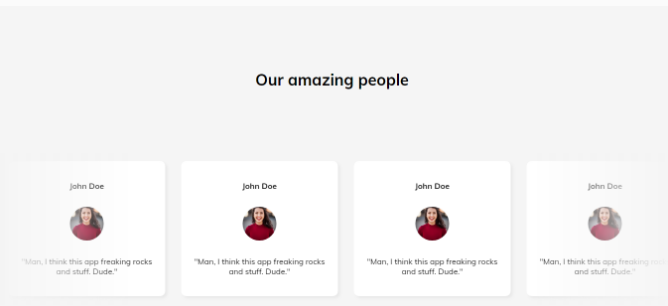 Our amazing people
John Doe
John Doe
John Doe
John Doe
"Man, I think this app freaking rocks
and stuff. Dude."
"Man, I think this app freaking rocks
and stuff. Dude."
"Man, I think this app freaking rocks
and stuff. Dude."
"Man, I think this app freaking rocks
and stuff. Dude."